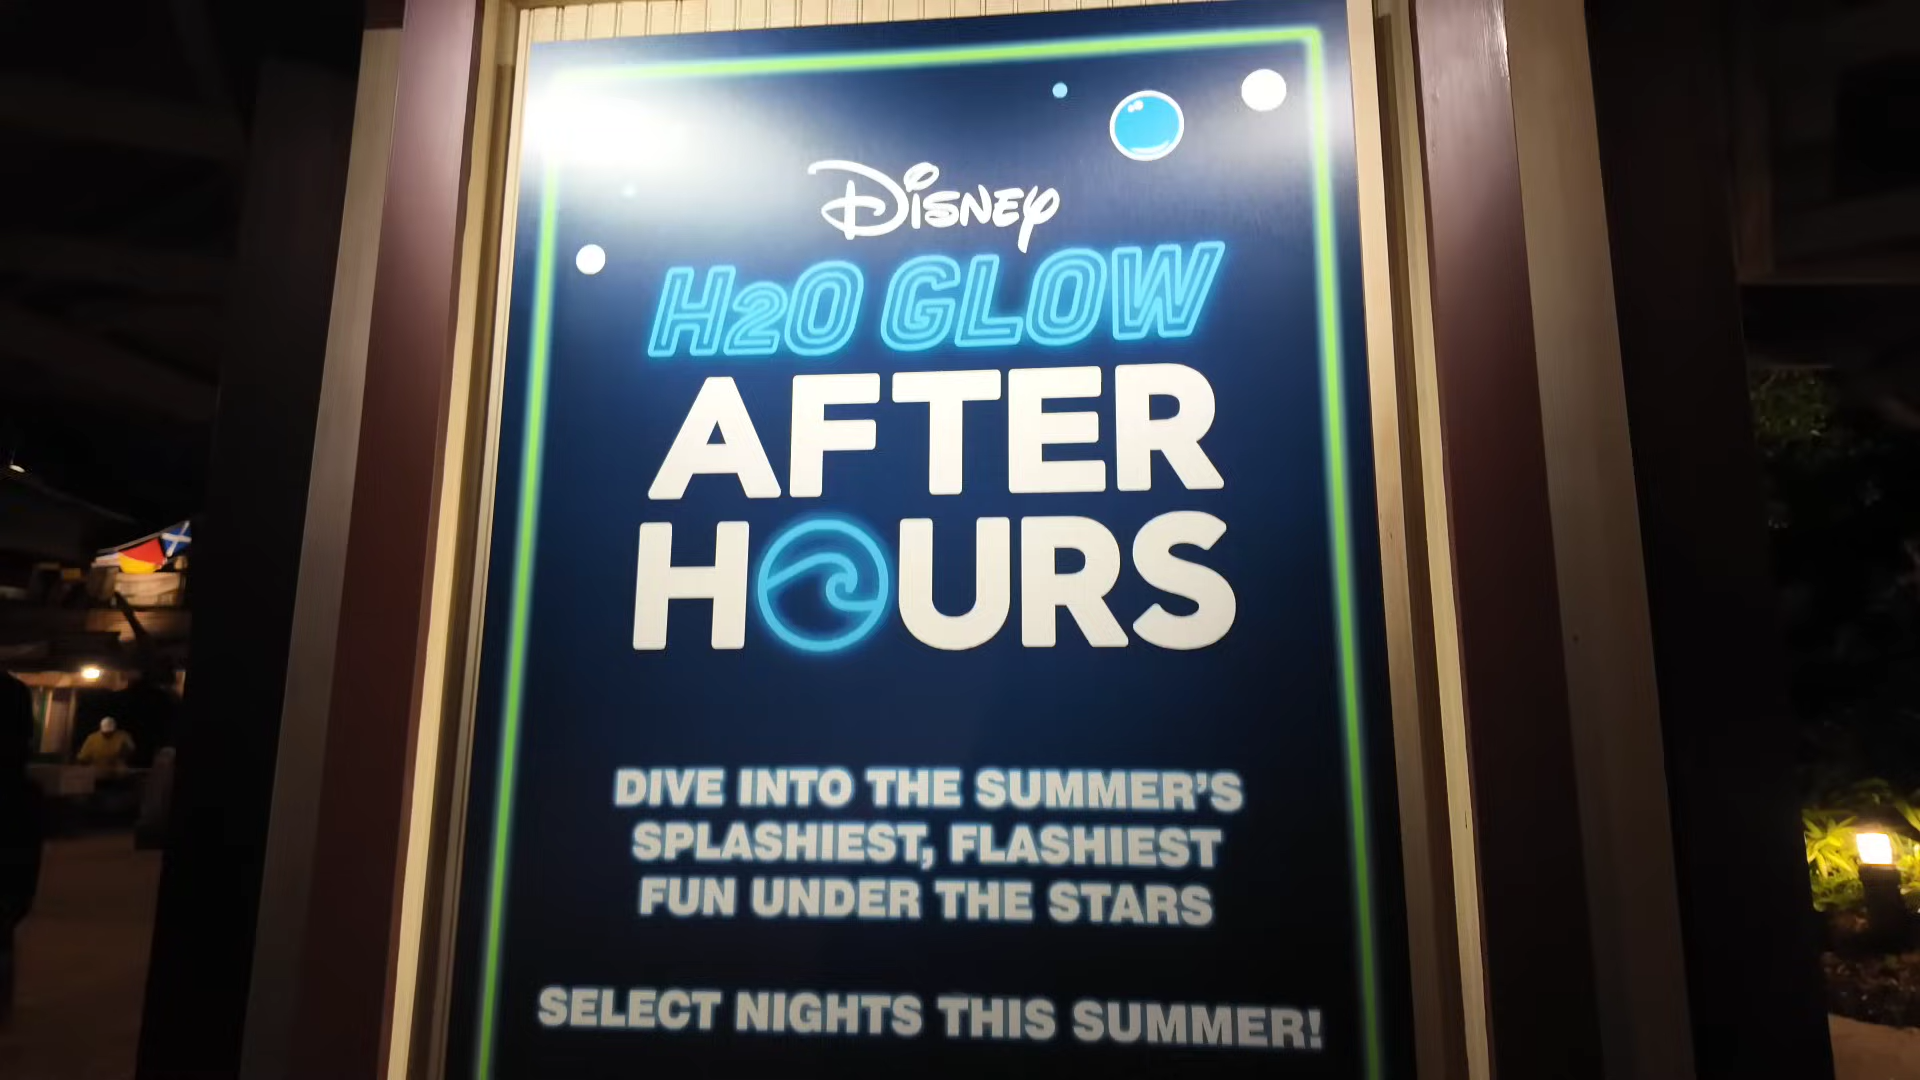 Disney
H2O GLOW
AFTER
HOURS
DIVE INTO THE SUMMER'S
SPLASHIEST, FLASHIEST
FUN UNDER THE STARS
SELECT NIGHTS THIS SUMMER!